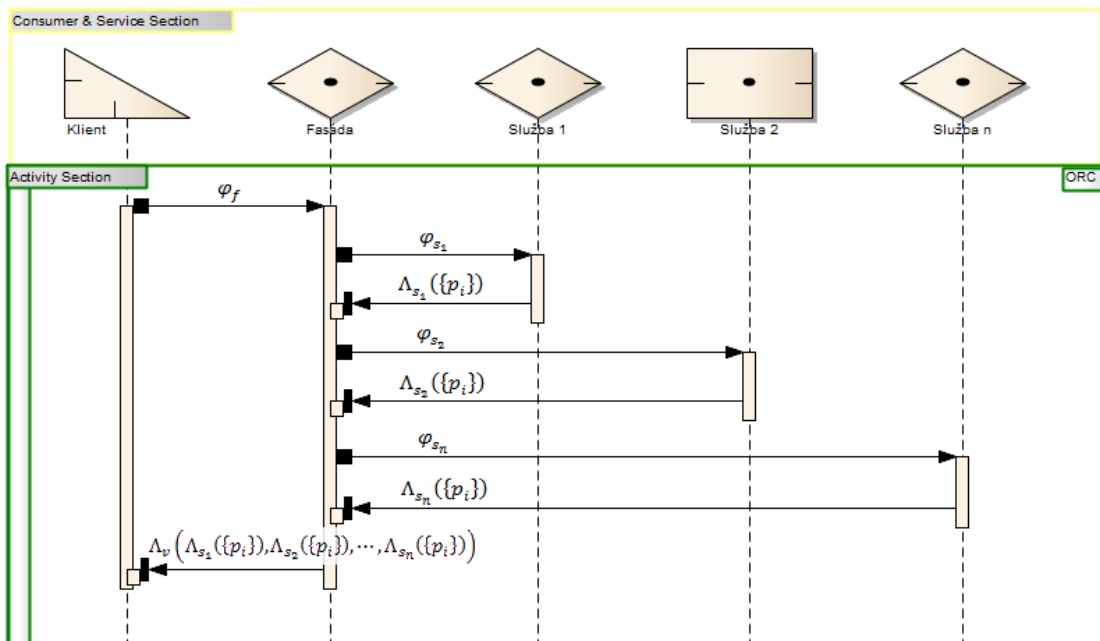 Consumer & Service Section
Klient
Fasáda
Služba 1
Služba 2
Služba n
Activity Section
ORC
φ_f
φ_{s_1}
Λ_{s_1}({p_i})
φ_{s_2}
Λ_{s_2}({p_i})
φ_{s_n}
Λ_{s_n}({p_i})
Λ_v(Λ_{s_1}({p_i}),Λ_{s_2}({p_i}),⋯,Λ_{s_n}({p_i}))